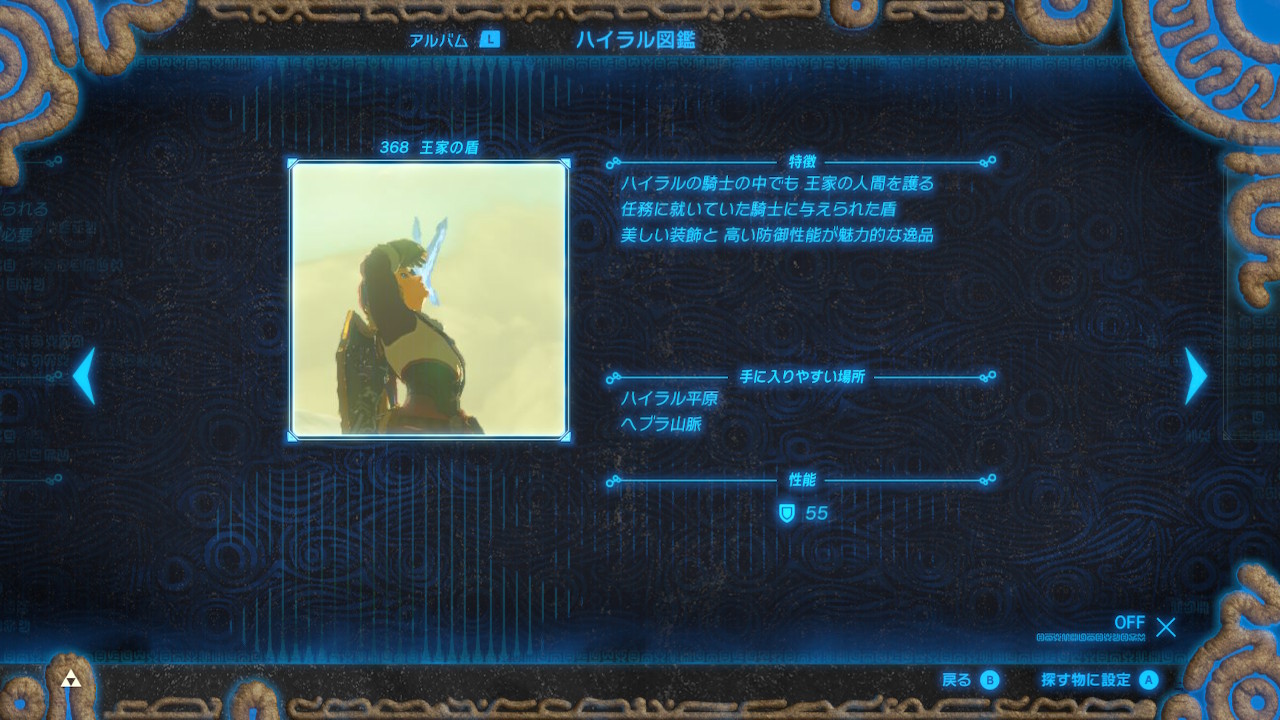 アルバム L
ハイラル図鑑
368 王家の盾
特徴
ハイラルの騎士の中でも 王家の人間を護る
任務に就いていた騎士に与えられた盾
美しい装飾と 高い防御性能が魅力的な逸品
手に入りやすい場所
ハイラル平原
ヘブラ山脈
性能
55
られる
必要
OFF
戻る B
探す物に設定 A